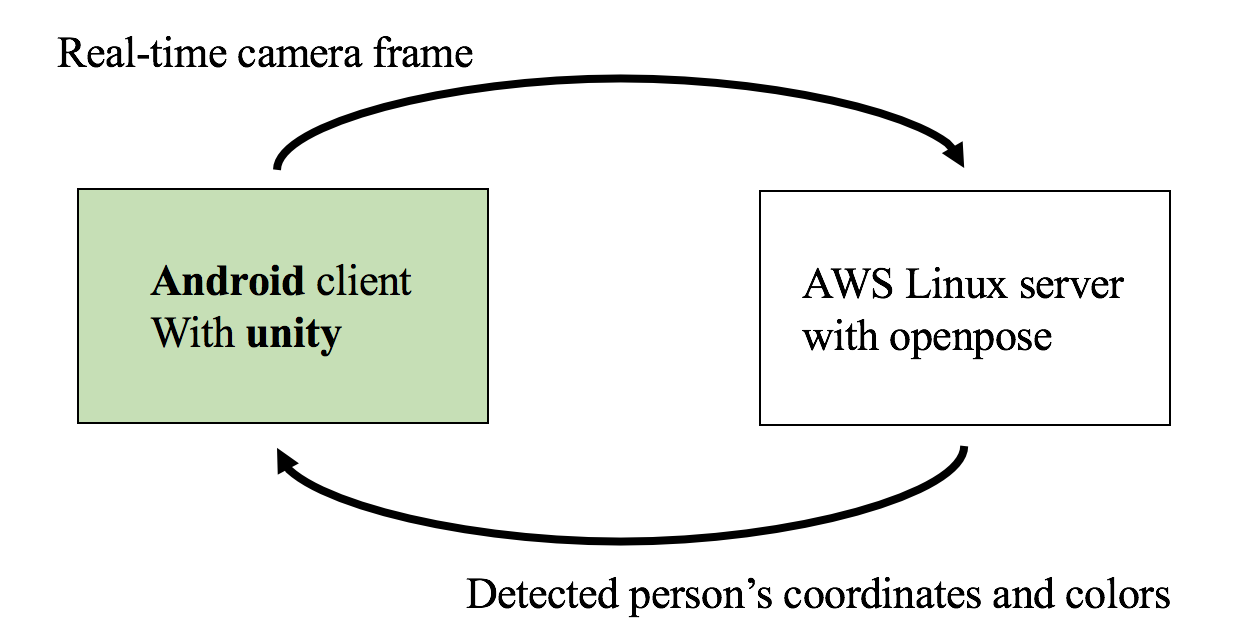 Real-time camera frame
Android client
With unity
AWS Linux server
with openpose
Detected person’s coordinates and colors